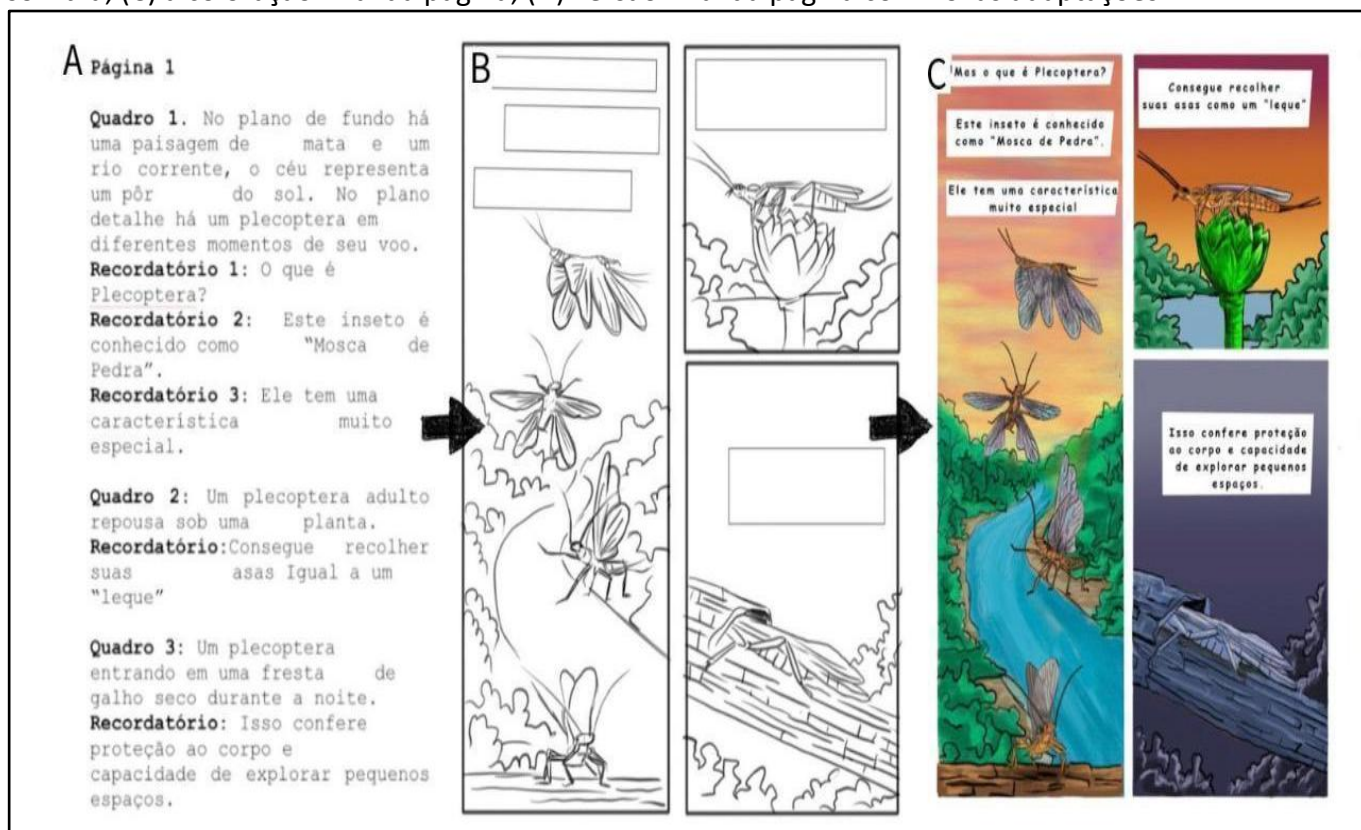 A Página 1
Quadro 1. No plano de fundo há
uma paisagem de mata e um
rio corrente, o céu representa
um pôr do sol. No plano
detalhe há um plecoptera em
diferentes momentos de seu voo.
Recordatório 1: O que é
Plecoptera?
Recordatório 2: Este inseto é
conhecido como "Mosca de
Pedra".
Recordatório 3: Ele tem uma
característica muito
especial.
Quadro 2: Um plecoptera adulto
repousa sob uma planta.
Recordatório:Consegue recolher
suas asas Igual a um
"leque"
Quadro 3: Um plecoptera
entrando em uma fresta de
galho seco durante a noite.
Recordatório: Isso confere
proteção ao corpo e
capacidade de explorar pequenos
espaços.
B
C
Mas o que é Plecoptera?
Este inseto é conhecido
como "Mosca de Pedra".
Ele tem uma característica
muito especial
Consegue recolher
suas asas como um "leque"
Isso confere proteção
ao corpo e capacidade
de explorar pequenos
espaços.